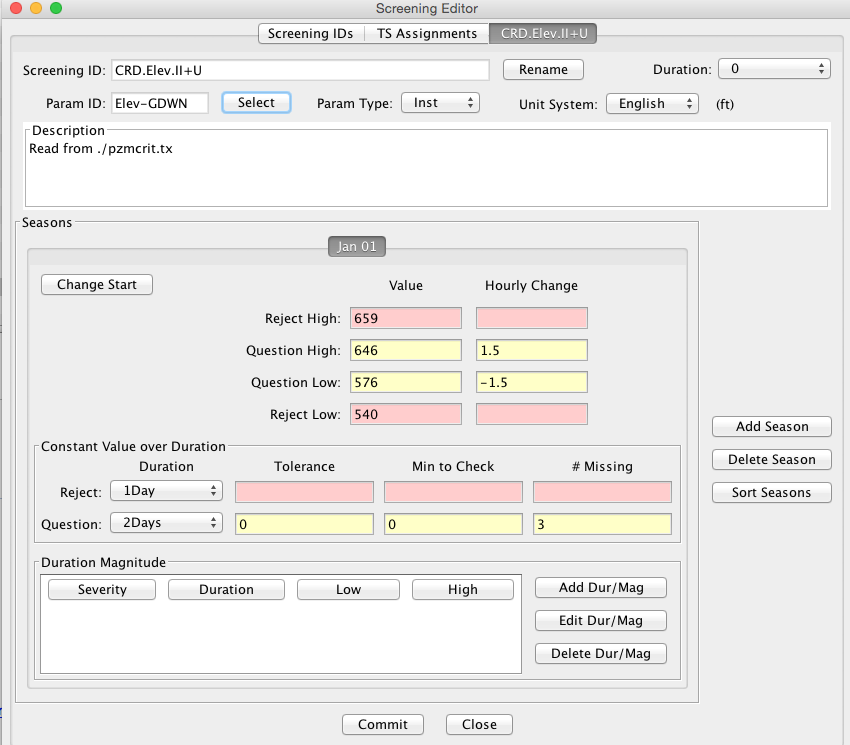 Screening Editor
Screening IDs TS Assignments CRD.Elev.II+U
Screening ID: CRD.Elev.II+U Rename Duration: 0
Param ID: Elev-GDWN Select Param Type: Inst Unit System: English (ft)
Description
Read from ./pzmcrit.tx
Seasons
Jan 01
Change Start Value Hourly Change
Reject High: 659
Question High: 646 1.5
Question Low: 576 -1.5
Reject Low: 540
Add Season
Constant Value over Duration
Delete Season
Duration Tolerance Min to Check # Missing
Reject: 1Day
Sort Seasons
Question: 2Days 0 0 3
Duration Magnitude
Severity Duration Low High Add Dur/Mag
Edit Dur/Mag
Delete Dur/Mag
Commit Close